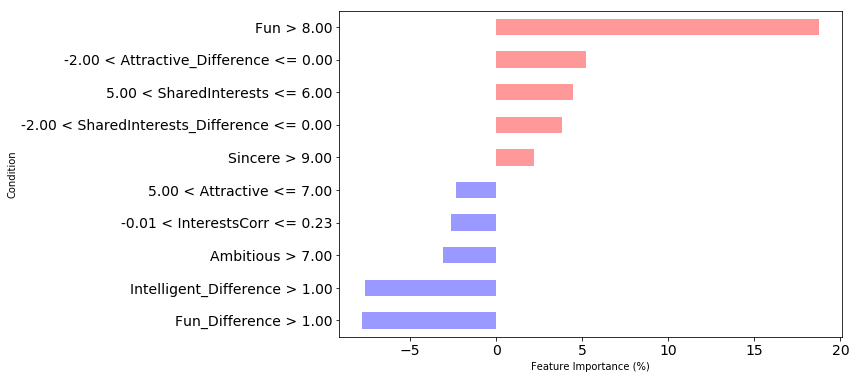 Fun > 8.00
-2.00 < Attractive_Difference <= 0.00
5.00 < SharedInterests <= 6.00
-2.00 < SharedInterests_Difference <= 0.00
Sincere > 9.00
5.00 < Attractive <= 7.00
-0.01 < InterestsCorr <= 0.23
Ambitious > 7.00
Intelligent_Difference > 1.00
Fun_Difference > 1.00
Condition
−5 0 5 10 15 20
Feature Importance (%)